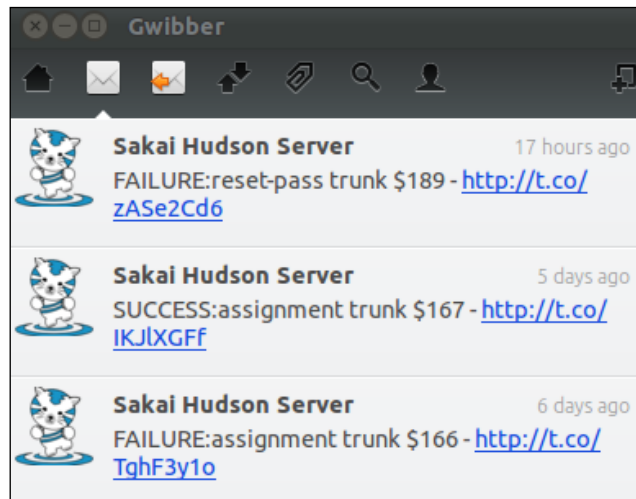 Gwibber
Sakai Hudson Server 17 hours ago
FAILURE:reset-pass trunk $189 - http://t.co/
zASe2Cd6
Sakai Hudson Server 5 days ago
SUCCESS:assignment trunk $167 - http://t.co/
IKJlXGFf
Sakai Hudson Server 6 days ago
FAILURE:assignment trunk $166 - http://t.co/
TghF3y1o